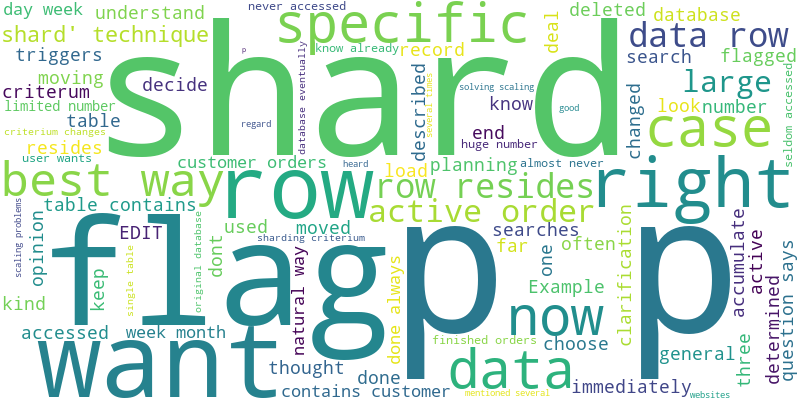 day week
understand
never accessed
specific
deal
deleted
database
shard' technique
know already
record
data row
triggers
p
search
flagged
moving
decide
shard
solving scaling
large
criterum
know
limited number
database eventually
described
several times
good
look
number
seldom accessed
table
regard
end
changed
case
criterium changes
huge number
resides
user wants
customer orders
heard
load
planning
almost never
best way
row
row resides
right
table contains
active order
scaling problems
opinion
EDIT
used
moved
searches
original database
sharding criterium
far
often
clarification
accumulate
active
question says
keep
single table
dont
natural way
done always
one
kind
flag
p
p
Example
now
determined
accessed
week month
finished orders
choose
general
three
want
thought
data
done
immediately
contains customer
mentioned several
websites